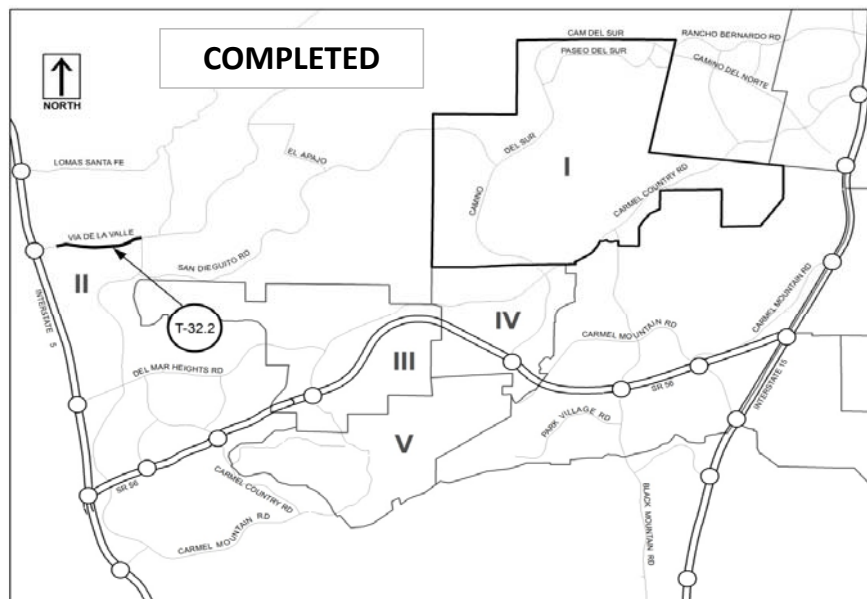 COMPLETED
NORTH
CAM DEL SUR
RANCHO BERNARDO RD
PASEO DEL SUR
CAMINO DEL NORTE
LOMAS SANTA FE
EL APAJO
DEL SUR
CAMINO
I
CARMEL COUNTRY RD
VIA DE LA VALLE
SAN DIEGUITO RD
II
INTERSTATE 5
T-32.2
IV
CARMEL MOUNTAIN RD
CARMEL MOUNTAIN RD
DEL MAR HEIGHTS RD
III
SR 56
INTERSTATE 15
PARK VILLAGE RD
V
SR 56
CARMEL COUNTRY RD
BLACK MOUNTAIN RD
CARMEL MOUNTAIN RD